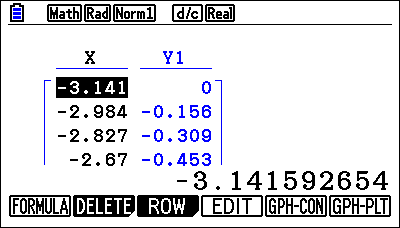 Math Rad Norm1 d/c Real
X Y1
-3.141 0
-2.984 -0.156
-2.827 -0.309
-2.67 -0.453
-3.141592654
FORMULA DELETE ROW EDIT GPH-CON GPH-PLT